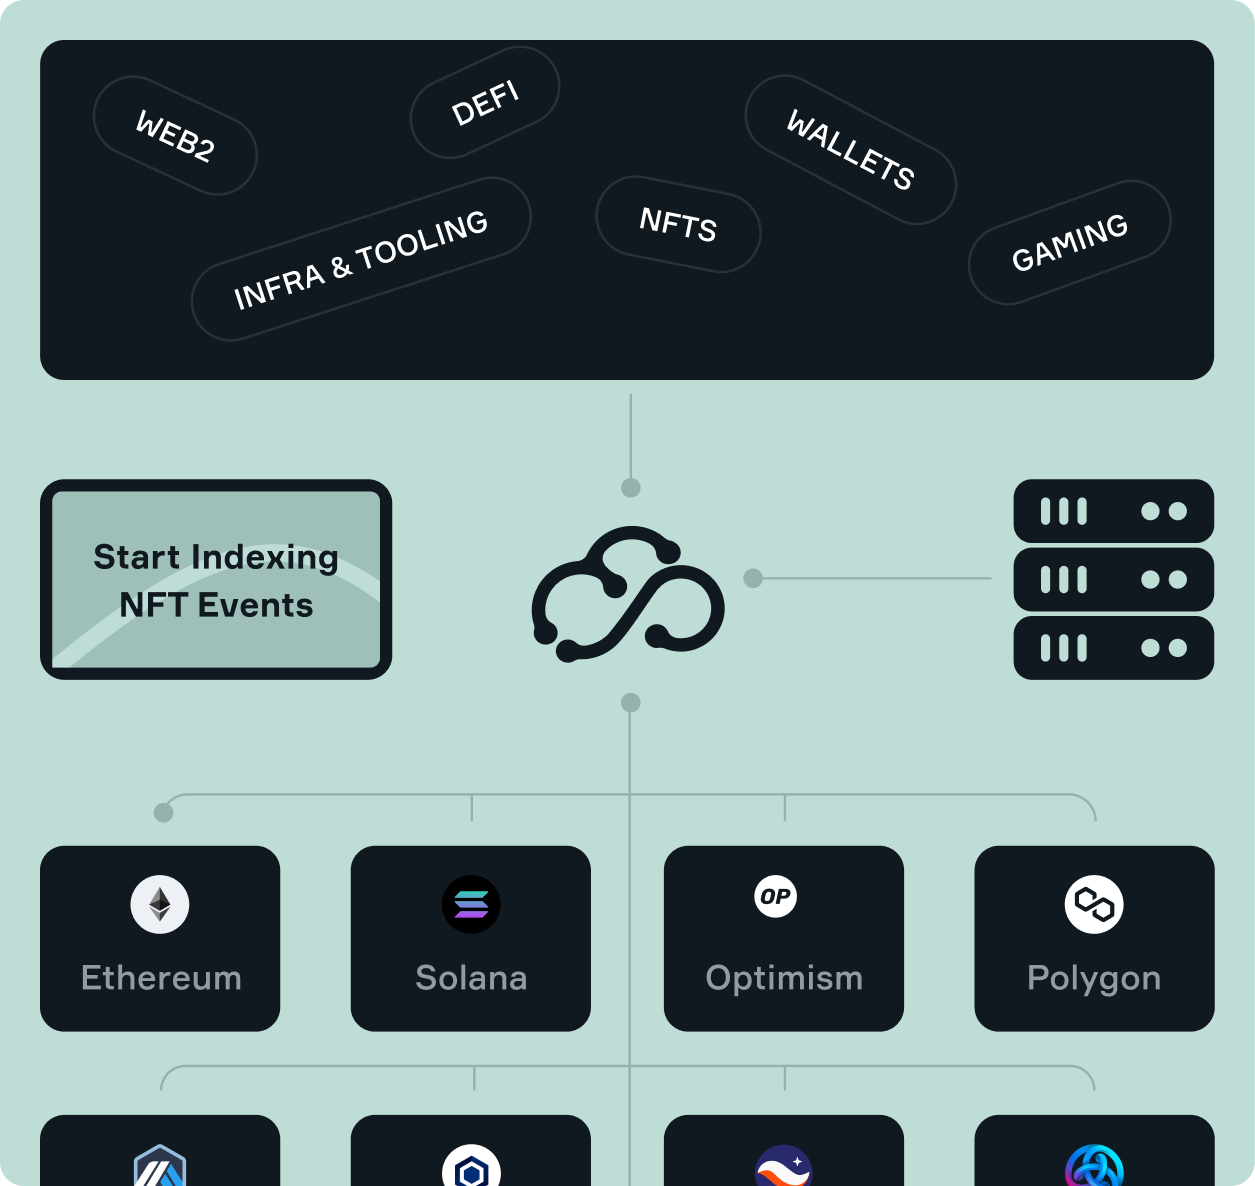 WEB2
DEFI
WALLETS
INFRA & TOOLING
NFTS
GAMING
Start Indexing
NFT Events
OP
Ethereum
Solana
Optimism
Polygon